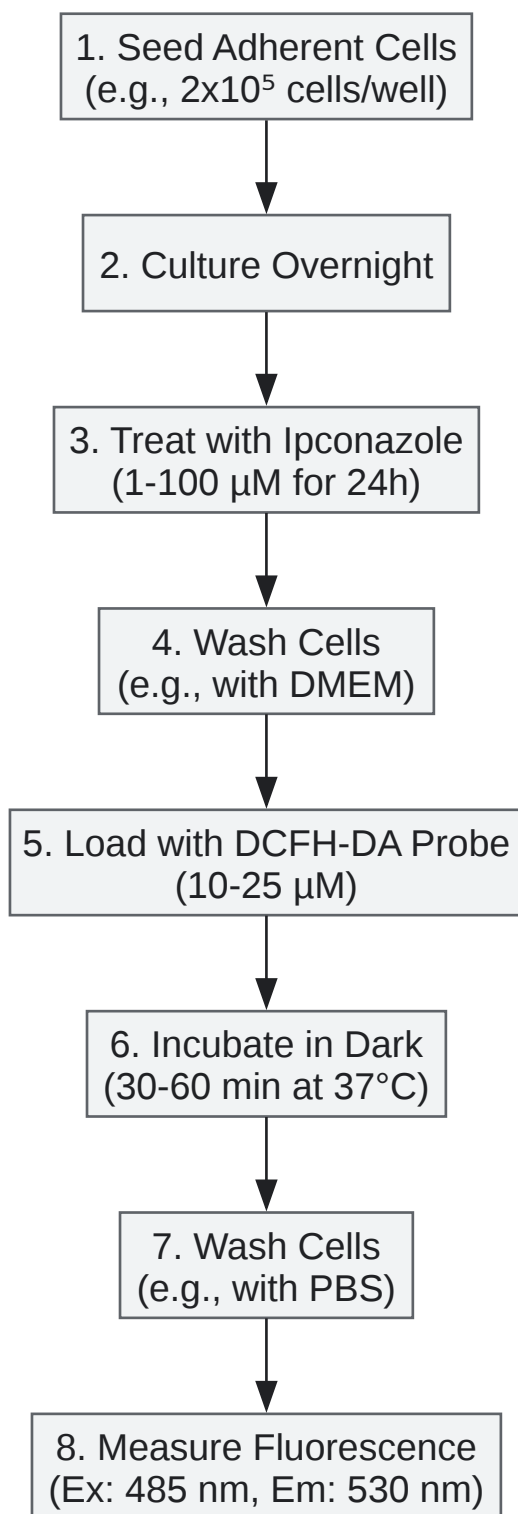 1. Seed Adherent Cells
(e.g., 2x10⁵ cells/well)
2. Culture Overnight
3. Treat with Ipconazole
(1-100 µM for 24h)
4. Wash Cells
(e.g., with DMEM)
5. Load with DCFH-DA Probe
(10-25 µM)
6. Incubate in Dark
(30-60 min at 37°C)
7. Wash Cells
(e.g., with PBS)
8. Measure Fluorescence
(Ex: 485 nm, Em: 530 nm)